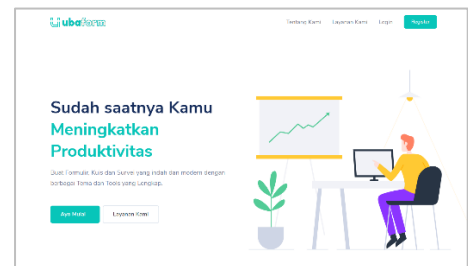 ubaform
Tentang Kami Layanan Kami Login Register
Sudah saatnya Kamu
Meningkatkan
Produktivitas
Buat Formulir, Kuis dan Survei yang indah dan modern dengan
berbagai Tema dan Tools yang Lengkap.
Ayo Mulai Layanan Kami